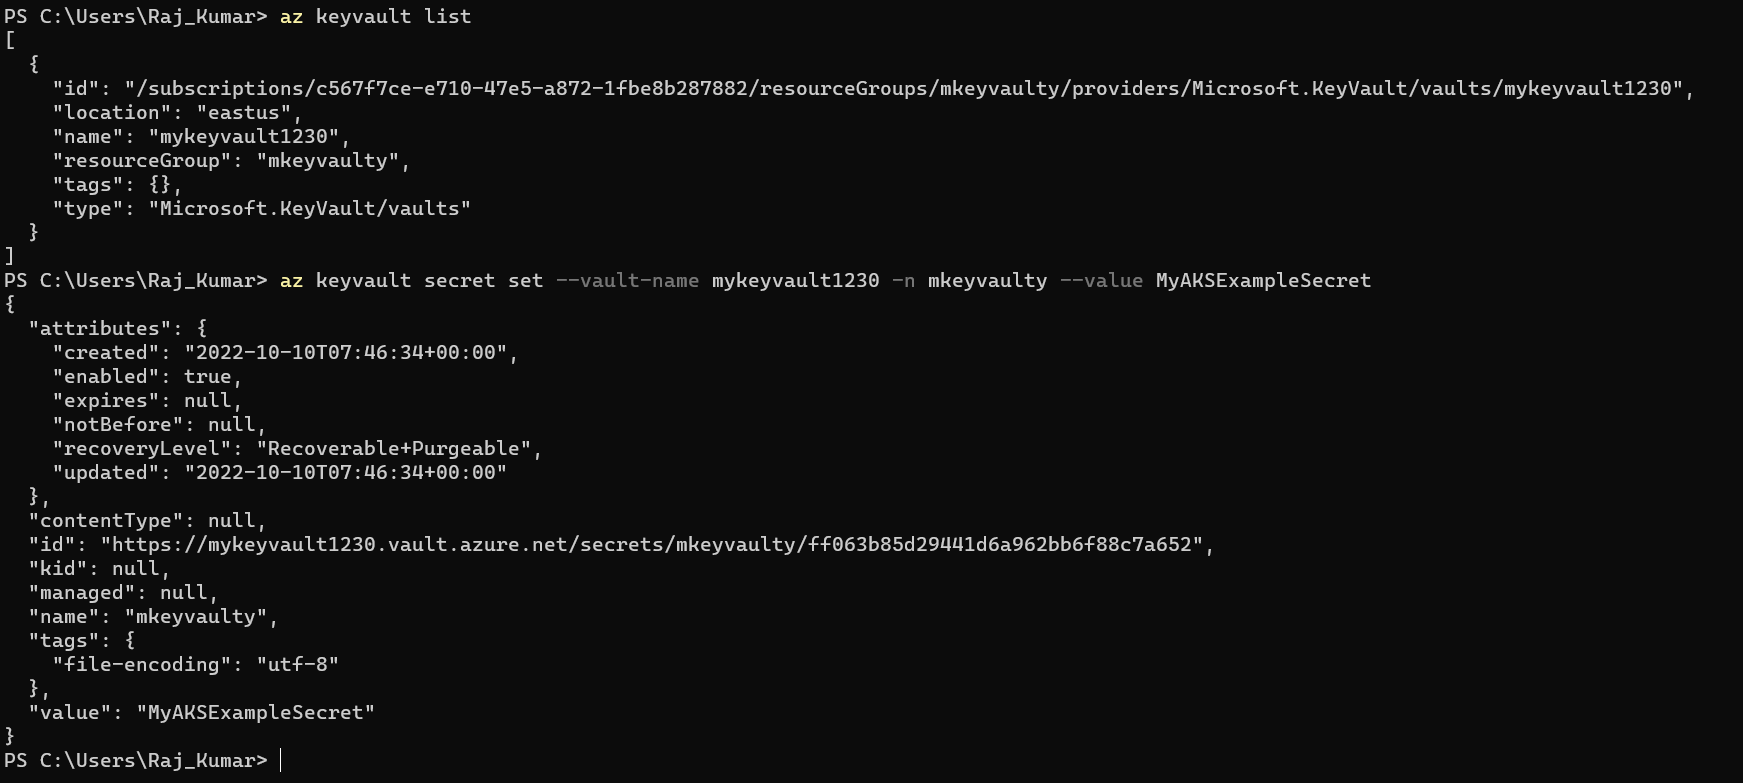 PS C:\Users\Raj_Kumar> az keyvault list
[
  {
    "id": "/subscriptions/c567f7ce-e710-47e5-a872-1fbe8b287882/resourceGroups/mkeyvaulty/providers/Microsoft.KeyVault/vaults/mykeyvault1230",
    "location": "eastus",
    "name": "mykeyvault1230",
    "resourceGroup": "mkeyvaulty",
    "tags": {},
    "type": "Microsoft.KeyVault/vaults"
  }
]
PS C:\Users\Raj_Kumar> az keyvault secret set --vault-name mykeyvault1230 -n mkeyvaulty --value MyAKSExampleSecret
{
  "attributes": {
    "created": "2022-10-10T07:46:34+00:00",
    "enabled": true,
    "expires": null,
    "notBefore": null,
    "recoveryLevel": "Recoverable+Purgeable",
    "updated": "2022-10-10T07:46:34+00:00"
  },
  "contentType": null,
  "id": "https://mykeyvault1230.vault.azure.net/secrets/mkeyvaulty/ff063b85d29441d6a962bb6f88c7a652",
  "kid": null,
  "managed": null,
  "name": "mkeyvaulty",
  "tags": {
    "file-encoding": "utf-8"
  },
  "value": "MyAKSExampleSecret"
}
PS C:\Users\Raj_Kumar>